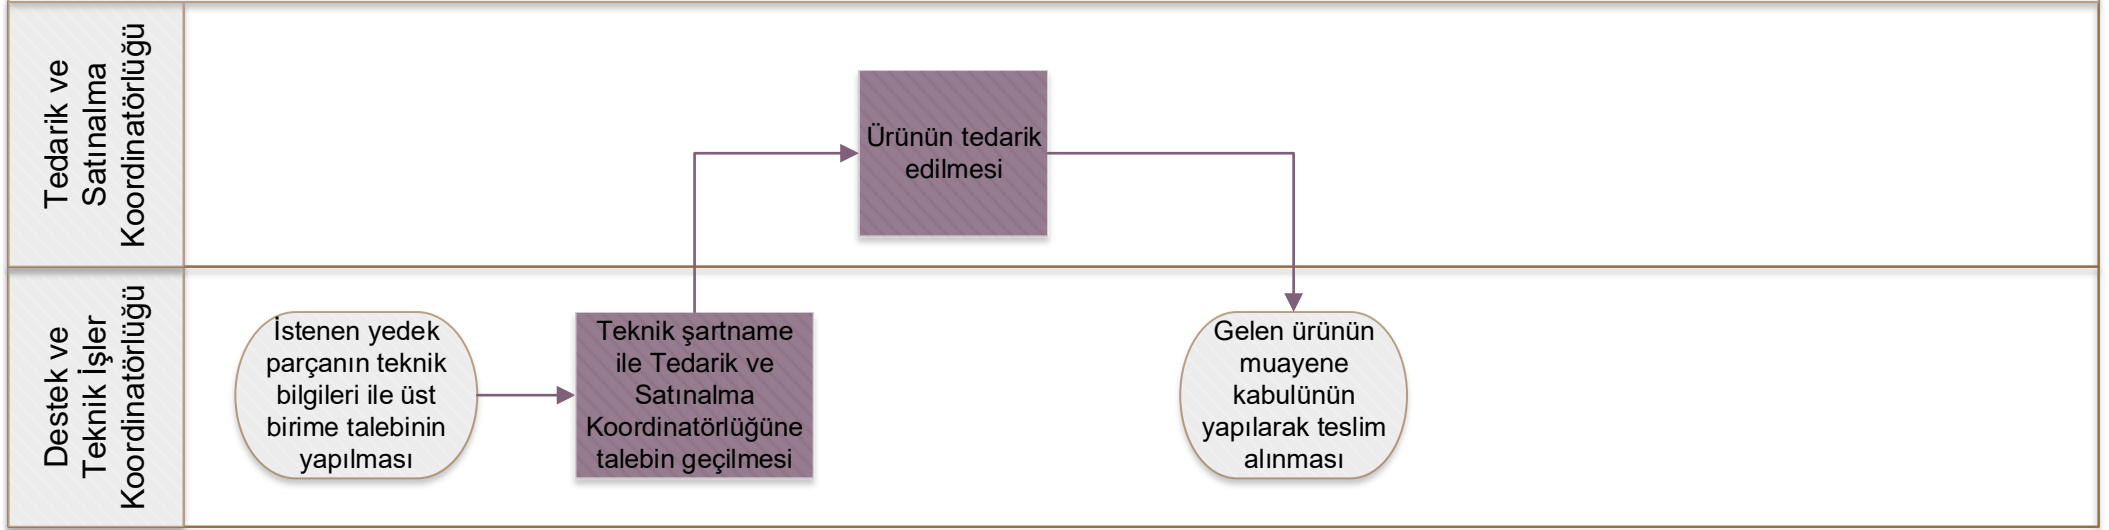 Tedarik ve
Satınalma
Koordinatörlüğü
Ürünün tedarik
edilmesi
Destek ve
Teknik İşler
Koordinatörlüğü
İstenen yedek
parçanın teknik
bilgileri ile üst
birime talebinin
yapılması
Teknik şartname
ile Tedarik ve
Satınalma
Koordinatörlüğüne
talebin geçilmesi
Gelen ürünün
muayene
kabulünün
yapılarak teslim
alınması